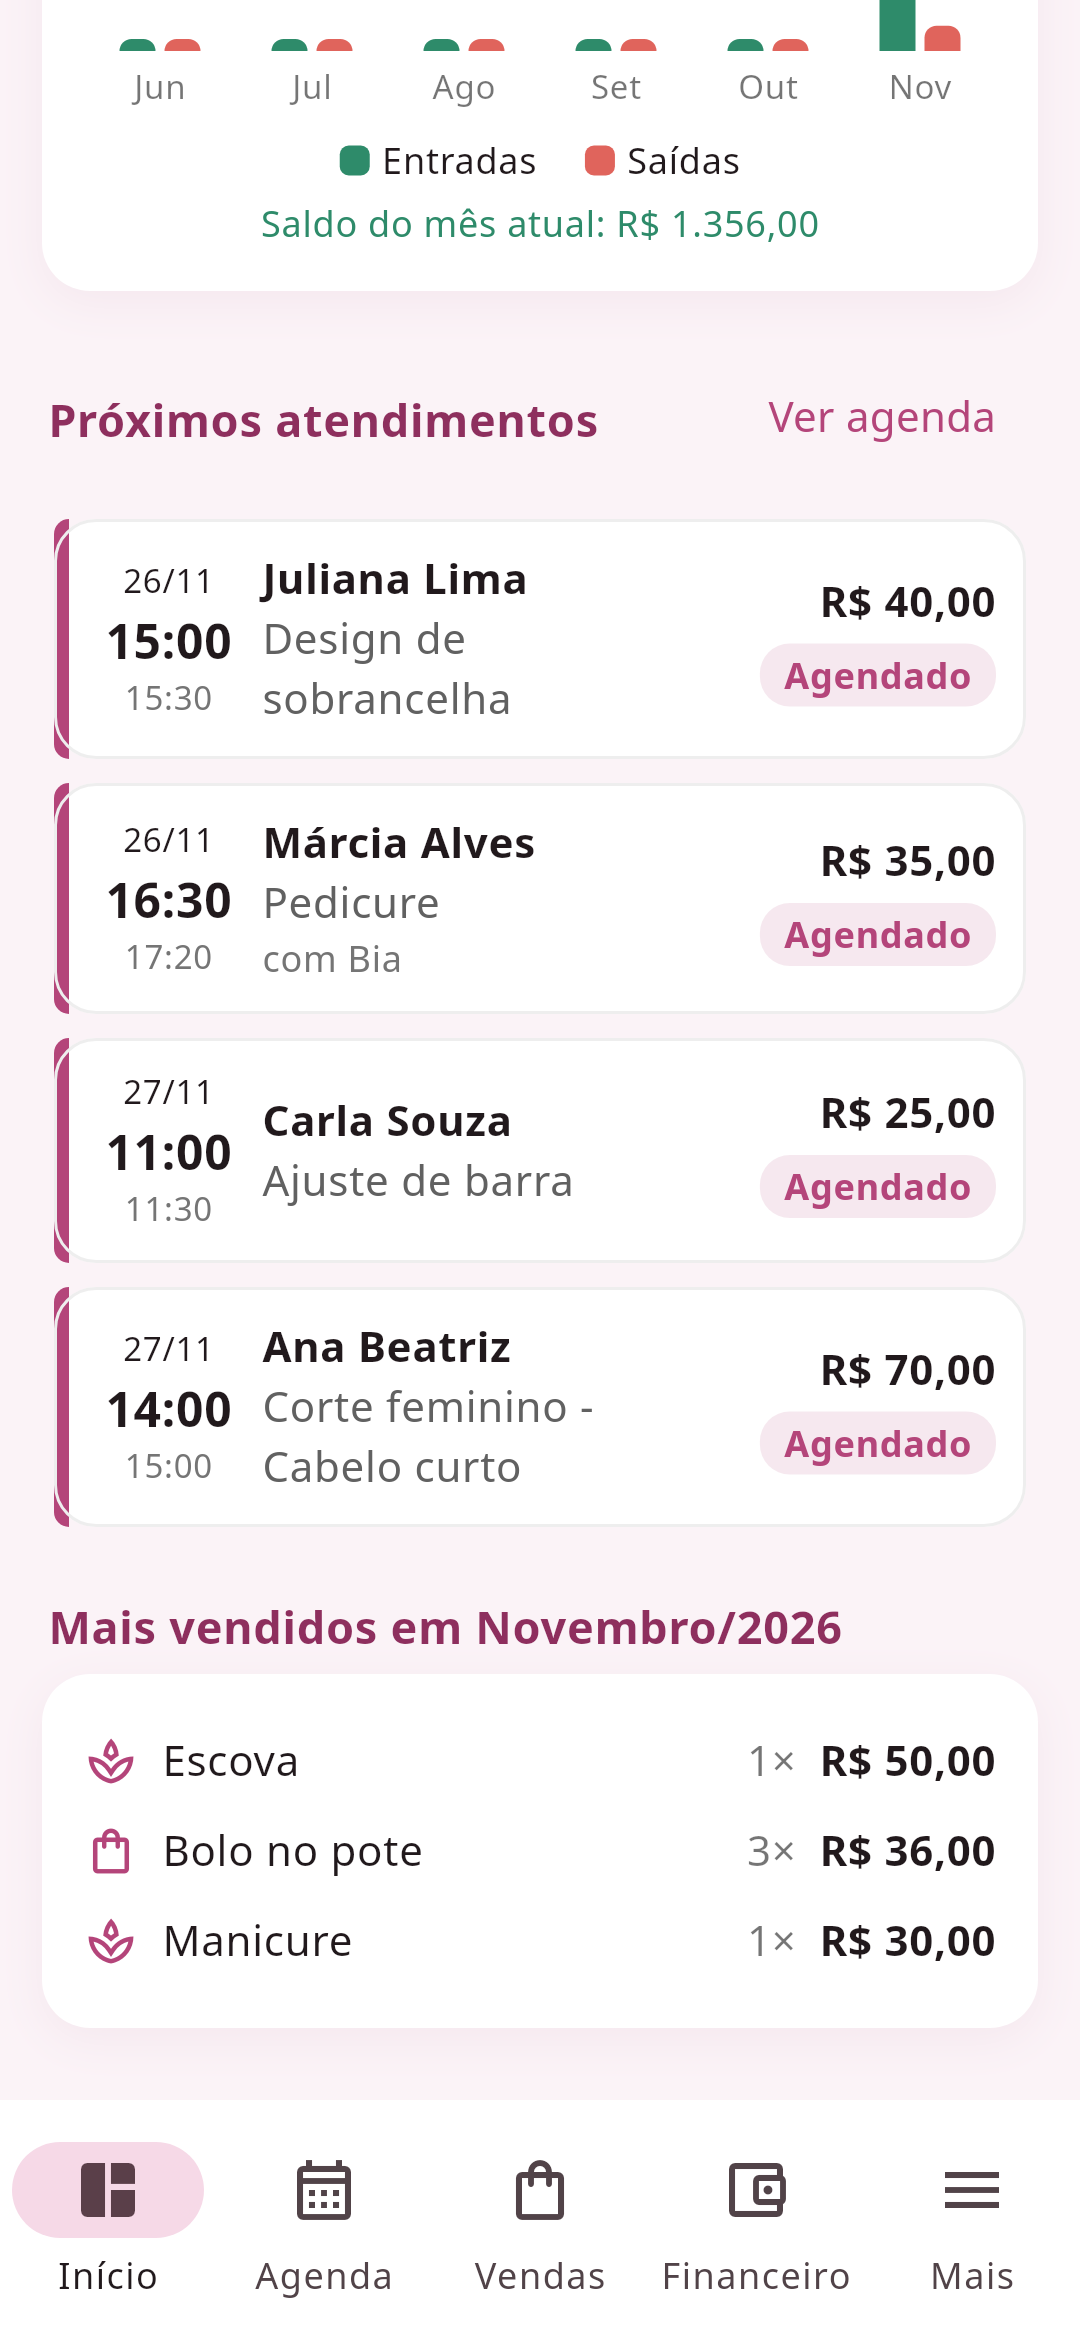 Jun Jul Ago Set Out Nov
Entradas Saídas
Saldo do mês atual: R$ 1.356,00
Próximos atendimentos Ver agenda
26/11
15:00
15:30
Juliana Lima
Design de
sobrancelha
R$ 40,00
Agendado
26/11
16:30
17:20
Márcia Alves
Pedicure
com Bia
R$ 35,00
Agendado
27/11
11:00
11:30
Carla Souza
Ajuste de barra
R$ 25,00
Agendado
27/11
14:00
15:00
Ana Beatriz
Corte feminino -
Cabelo curto
R$ 70,00
Agendado
Mais vendidos em Novembro/2026
Escova 1× R$ 50,00
Bolo no pote 3× R$ 36,00
Manicure 1× R$ 30,00
Início Agenda Vendas Financeiro Mais